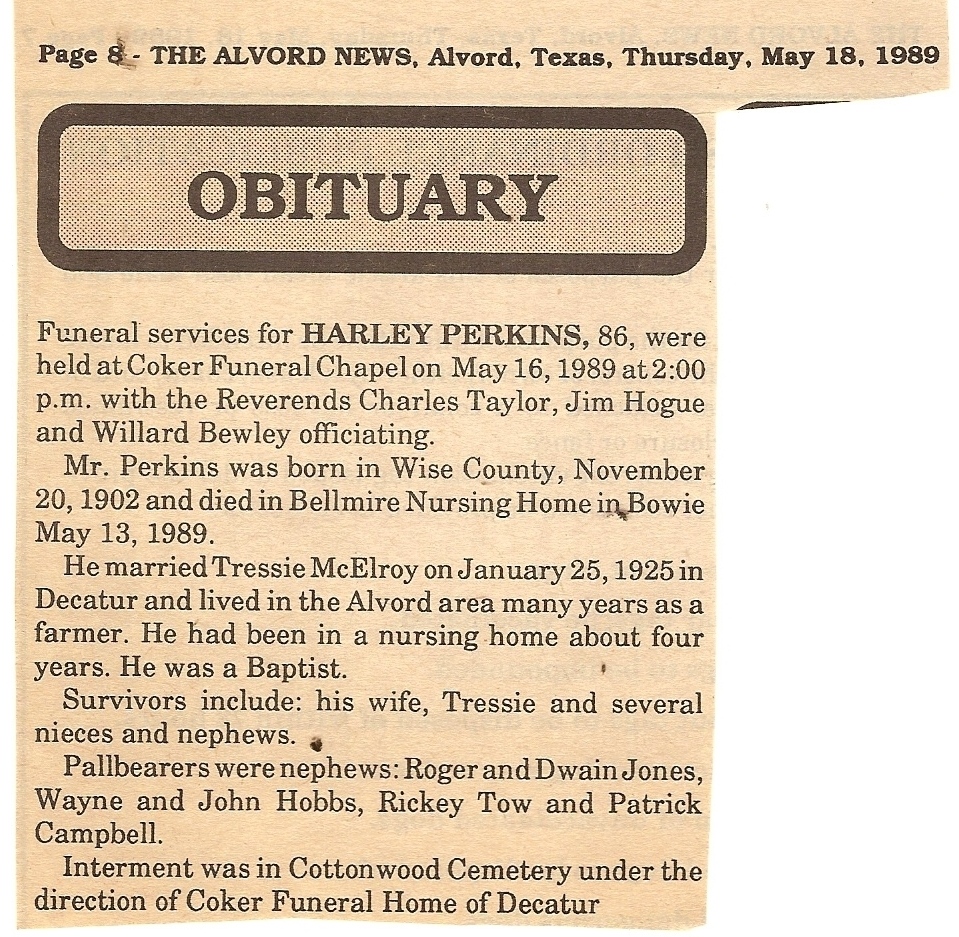 Page 8 - THE ALVORD NEWS, Alvord, Texas, Thursday, May 18, 1989
OBITUARY
Funeral services for HARLEY PERKINS, 86, were
held at Coker Funeral Chapel on May 16, 1989 at 2:00
p.m. with the Reverends Charles Taylor, Jim Hogue
and Willard Bewley officiating.
Mr. Perkins was born in Wise County, November
20, 1902 and died in Bellmire Nursing Home in Bowie
May 13, 1989.
He married Tressie McElroy on January 25, 1925 in
Decatur and lived in the Alvord area many years as a
farmer. He had been in a nursing home about four
years. He was a Baptist.
Survivors include: his wife, Tressie and several
nieces and nephews.
Pallbearers were nephews: Roger and Dwain Jones,
Wayne and John Hobbs, Rickey Tow and Patrick
Campbell.
Interment was in Cottonwood Cemetery under the
direction of Coker Funeral Home of Decatur